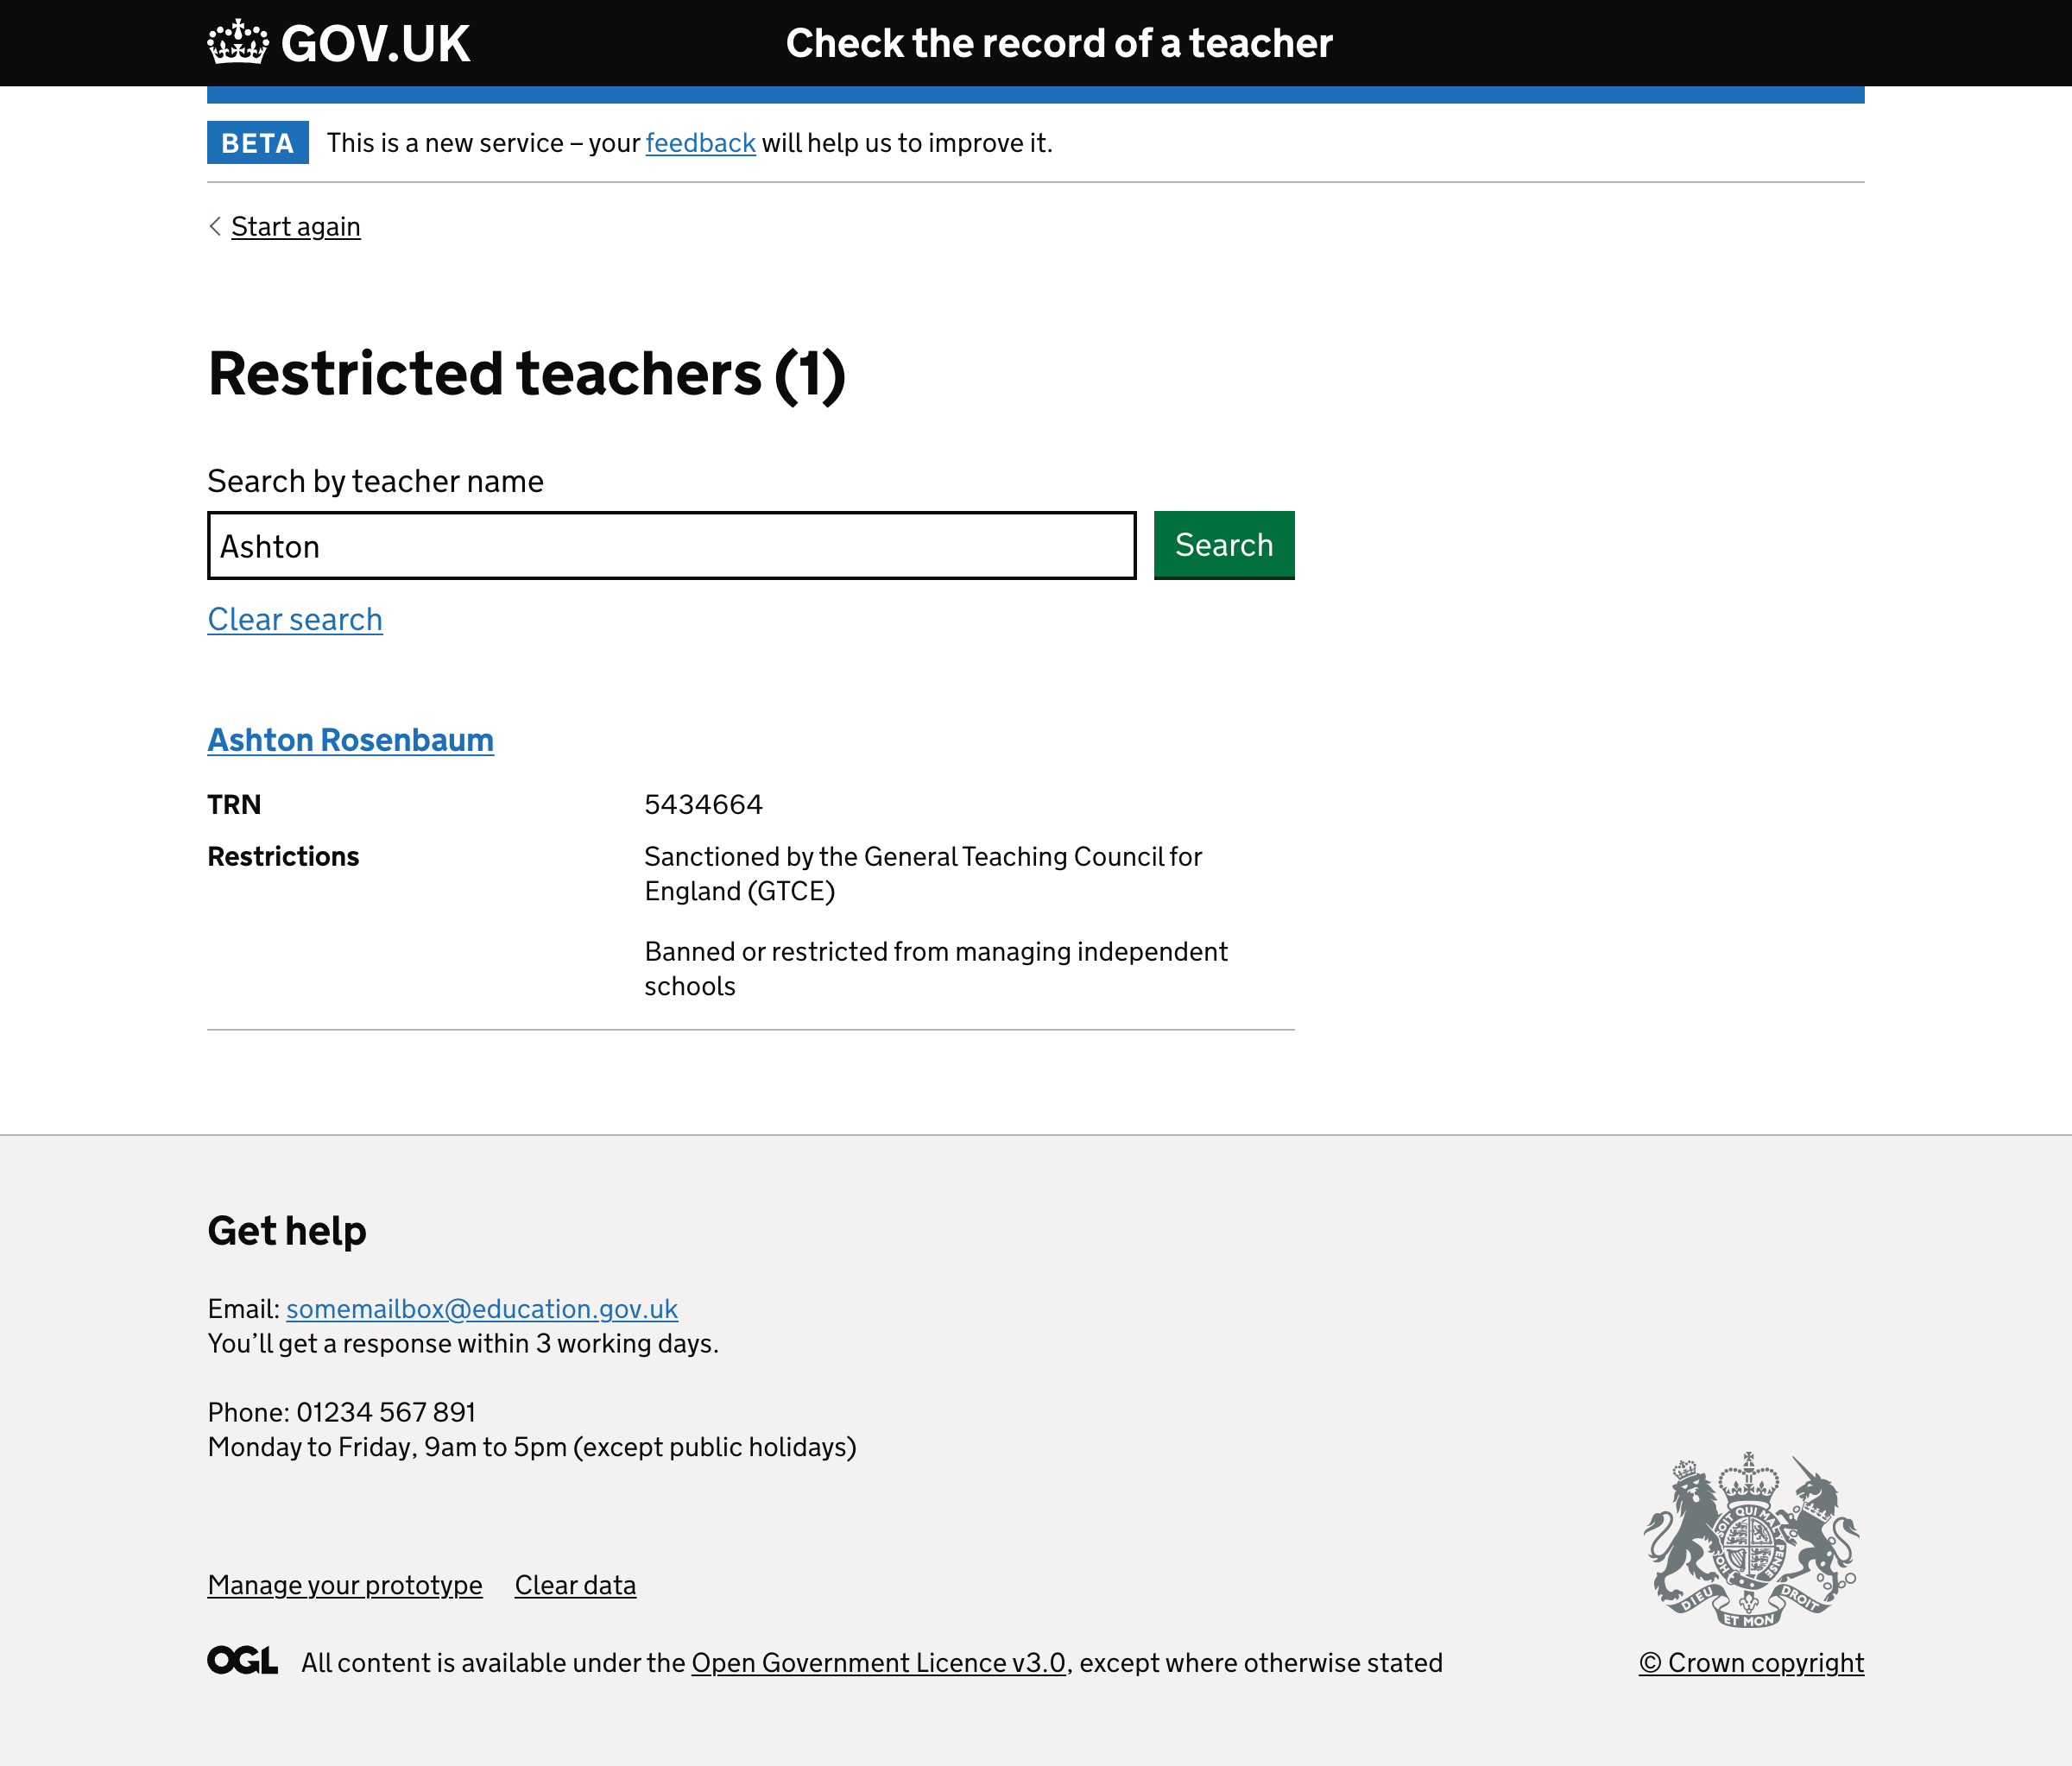 GOV.UK
Check the record of a teacher
BETA
This is a new service – your feedback will help us to improve it.
Start again
Restricted teachers (1)
Search by teacher name
Ashton
Search
Clear search
Ashton Rosenbaum
TRN
5434664
Restrictions
Sanctioned by the General Teaching Council for
England (GTCE)
Banned or restricted from managing independent
schools
Get help
Email: somemailbox@education.gov.uk
You’ll get a response within 3 working days.
Phone: 01234 567 891
Monday to Friday, 9am to 5pm (except public holidays)
Manage your prototype
Clear data
OIT QUI MAL PENSE HO
DIEU ET MON DROIT
OGL
All content is available under the Open Government Licence v3.0, except where otherwise stated
© Crown copyright